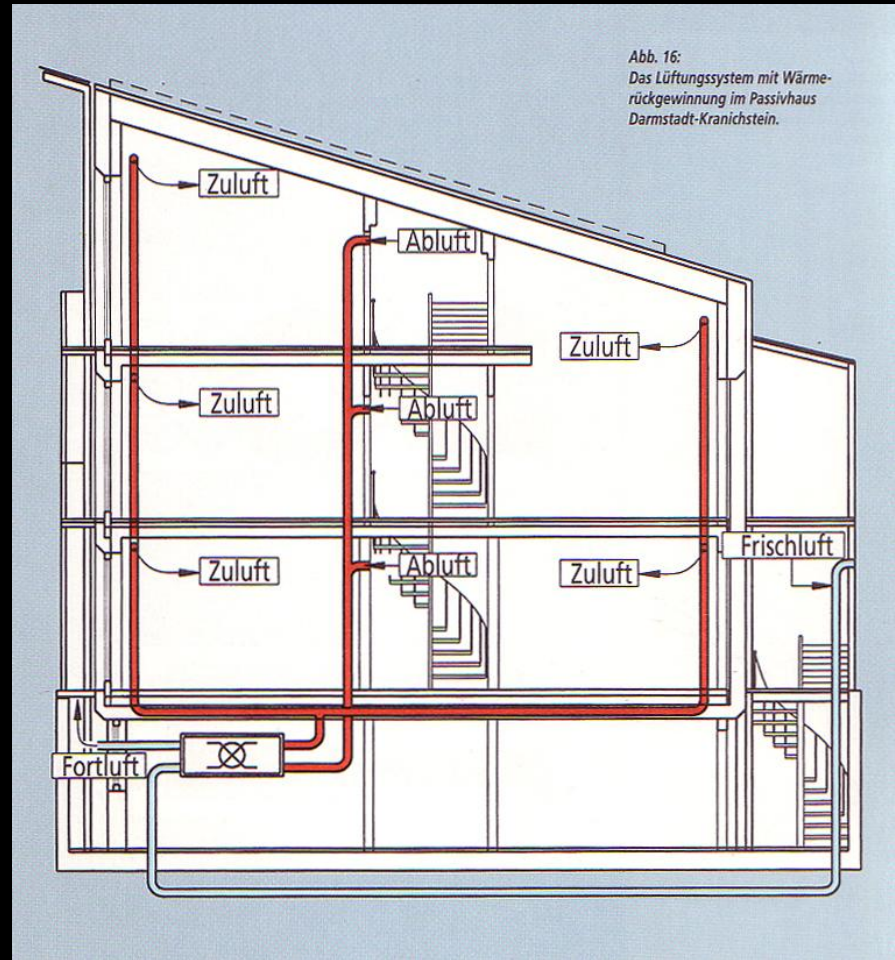 Abb. 16:
Das Lüftungssystem mit Wärme-
rückgewinnung im Passivhaus
Darmstadt-Kranichstein.
Zuluft
Abluft
Zuluft
Zuluft
Abluft
Frischluft
Zuluft
Abluft
Zuluft
Fortluft